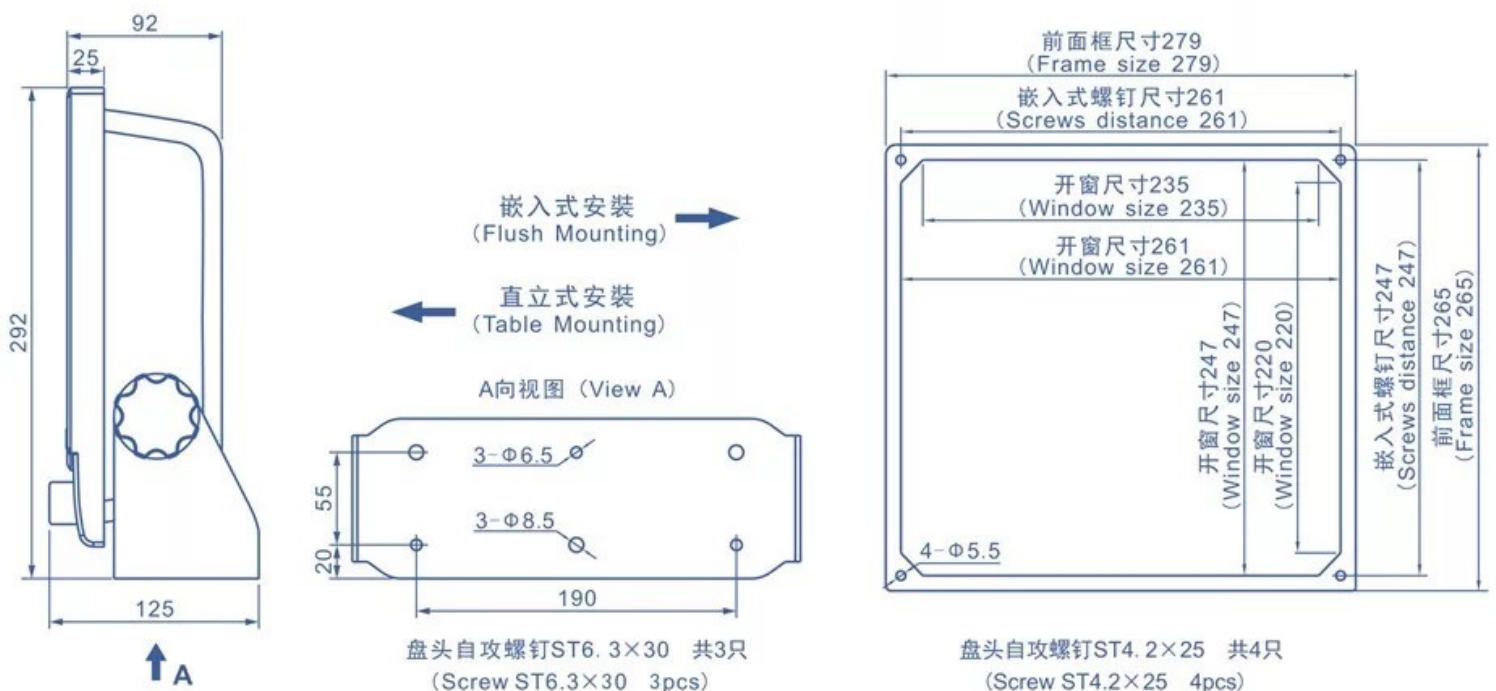 92
25
292
125
A
嵌入式安裝
(Flush Mounting)
直立式安裝
(Table Mounting)
A向视图（View A）
3-Φ6.5
3-Φ8.5
55
20
190
盘头自攻螺钉ST6.3×30 共3只
(Screw ST6.3×30 3pcs)
前面框尺寸279
(Frame size 279)
嵌入式螺钉尺寸261
(Screws distance 261)
开窗尺寸235
(Window size 235)
开窗尺寸261
(Window size 261)
开窗尺寸247
(Window size 247)
开窗尺寸220
(Window size 220)
嵌入式螺钉尺寸247
(Screws distance 247)
前面框尺寸265
(Frame size 265)
4-Φ5.5
盘头自攻螺钉ST4.2×25 共4只
(Screw ST4.2×25 4pcs)